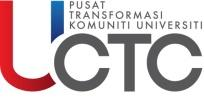 PUSAT
TRANSFORMASI
KOMUNITI UNIVERSITI
UCTC